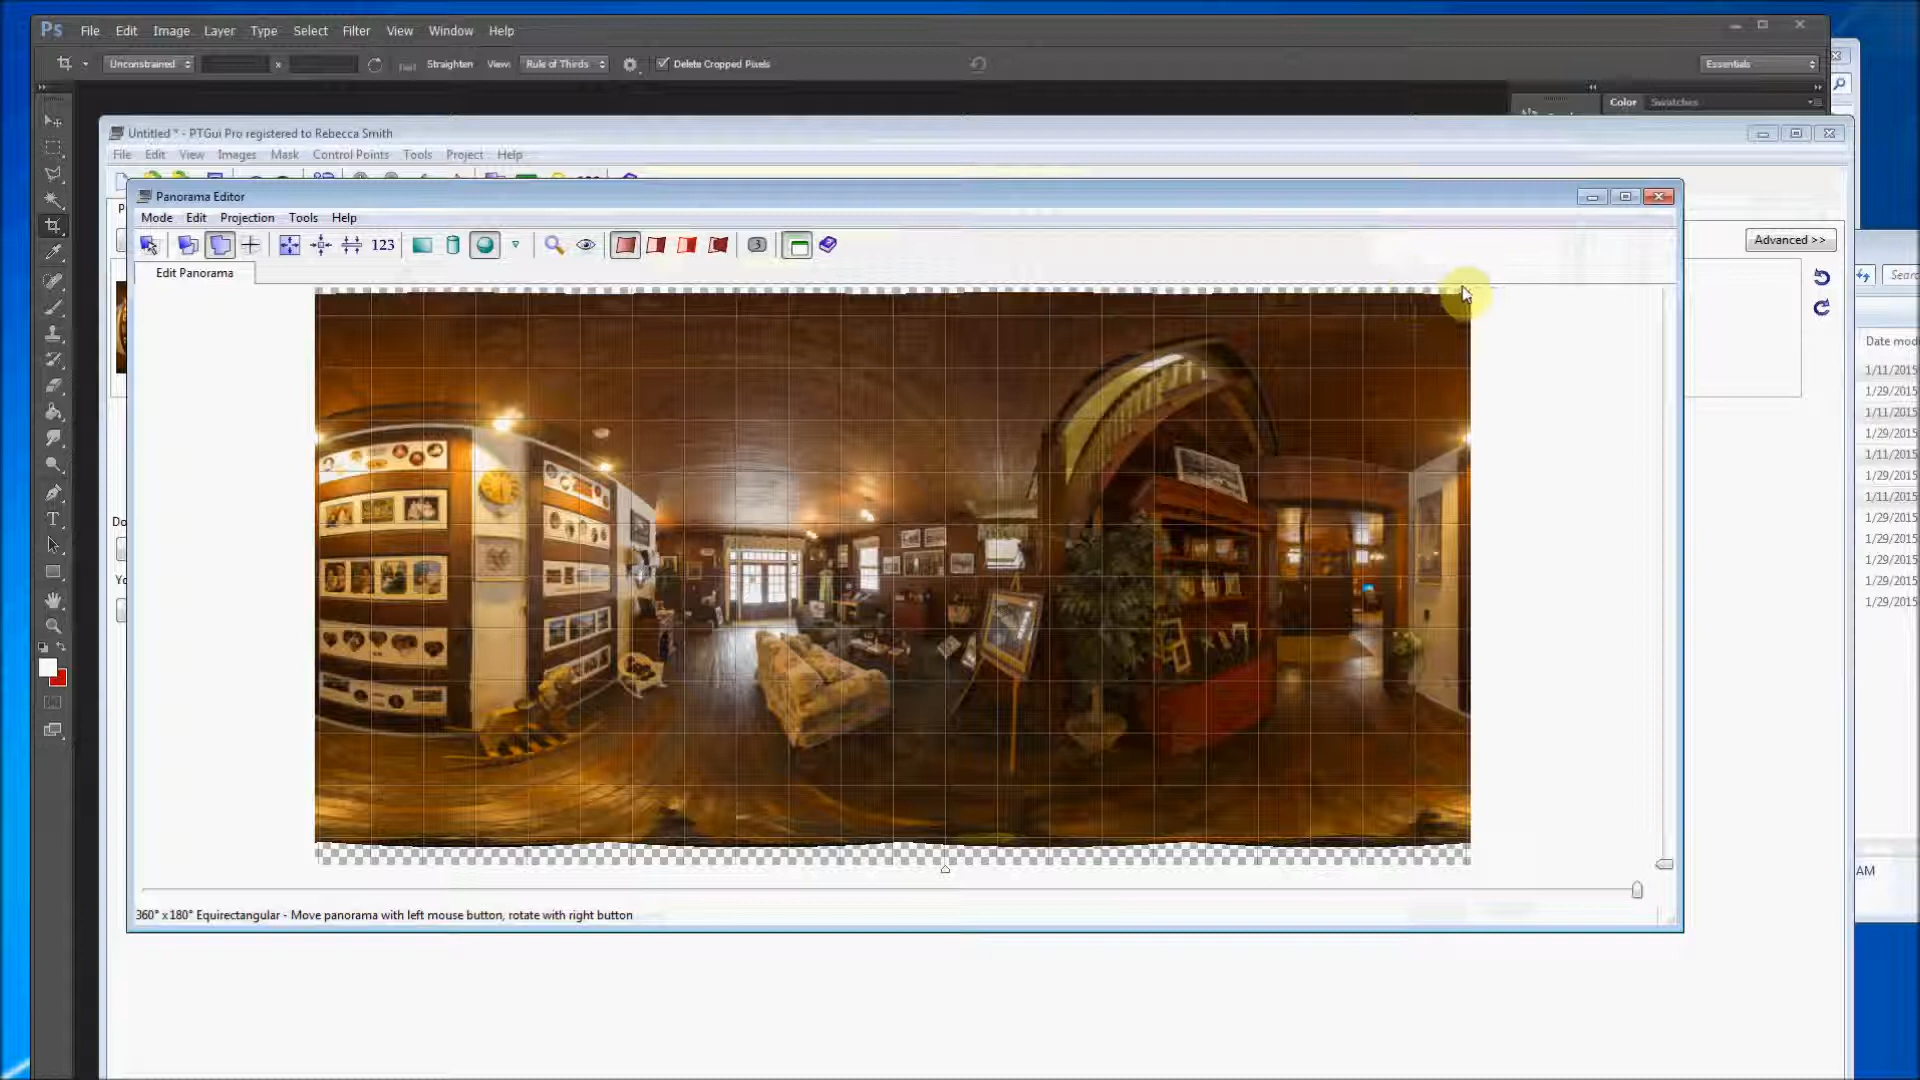 Ps File Edit Image Layer Type Select Filter View Window Help
Unconstrained x Straighten View: Rule of Thirds Delete Cropped Pixels Essentials
Color Swatches
Untitled * - PTGui Pro registered to Rebecca Smith
File Edit View Images Mask Control Points Tools Project Help
Panorama Editor
Mode Edit Projection Tools Help
123 3
Advanced >>
Edit Panorama
Searc
Date mod
1/11/2015
1/29/2015
1/11/2015
1/29/2015
1/11/2015
1/29/2015
1/11/2015
1/29/2015
1/29/2015
1/29/2015
1/29/2015
1/29/2015
Do
Yo
AM
360° x 180° Equirectangular - Move panorama with left mouse button, rotate with right button